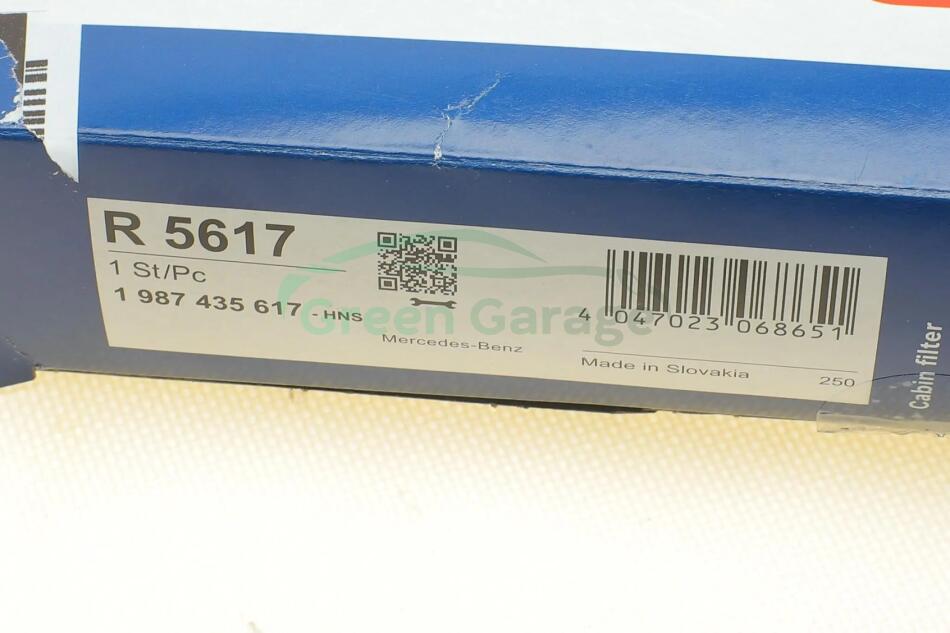 R 5617
1 St/Pc
1 987 435 617 - HNS
Mercedes-Benz
4 047023 068651
Made in Slovakia
250
Cabin filter
Green Garage